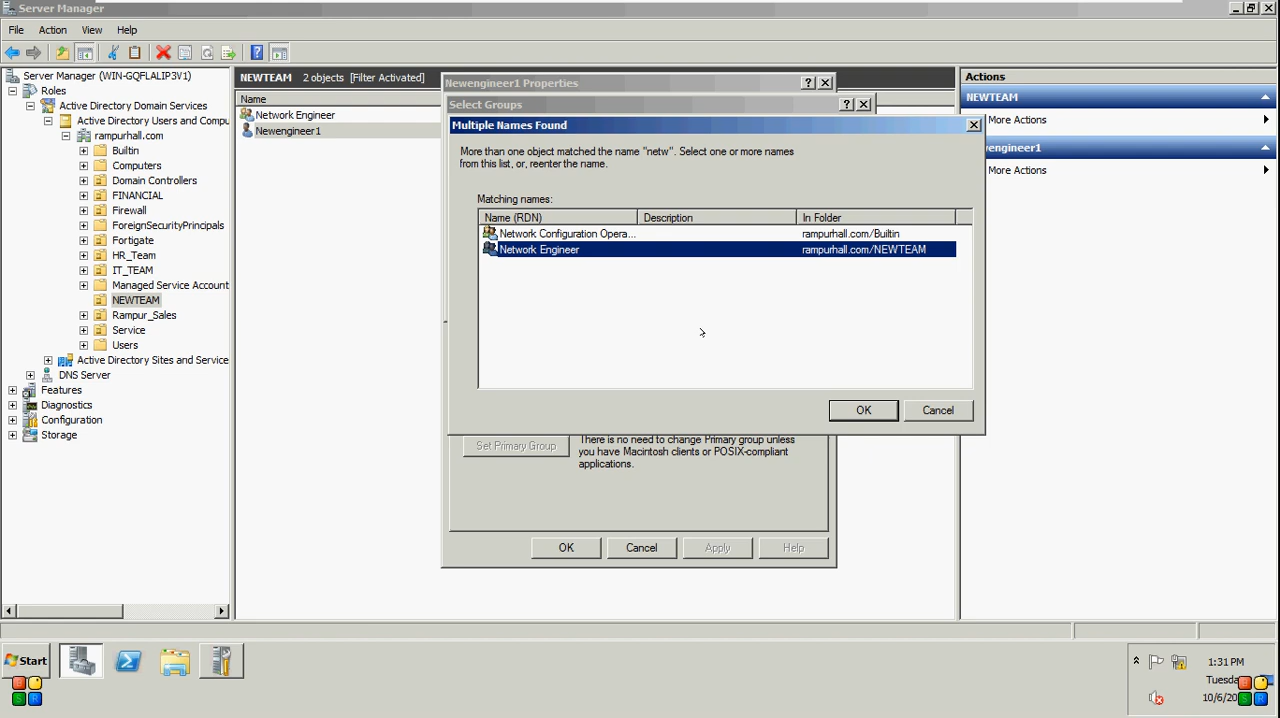 Server Manager
File Action View Help
Server Manager (WIN-GQFLALIP3V1)
Roles
Active Directory Domain Services
Active Directory Users and Compu
rampurhall.com
Builtin
Computers
Domain Controllers
FINANCIAL
Firewall
ForeignSecurityPrincipals
Fortigate
HR_Team
IT_TEAM
Managed Service Account
NEWTEAM
Rampur_Sales
Service
Users
Active Directory Sites and Service
DNS Server
Features
Diagnostics
Configuration
Storage
NEWTEAM 2 objects [Filter Activated]
Name
Network Engineer
Newengineer1
Newengineer1 Properties
Select Groups
Multiple Names Found
More than one object matched the name "netw". Select one or more names
from this list, or, reenter the name.
Matching names:
Name (RDN) Description In Folder
Network Configuration Opera... rampurhall.com/Builtin
Network Engineer rampurhall.com/NEWTEAM
OK Cancel
Set Primary Group
There is no need to change Primary group unless
you have Macintosh clients or POSIX-compliant
applications.
OK Cancel Apply Help
Actions
NEWTEAM
More Actions
engineer1
More Actions
Start
1:31 PM
Tuesda
10/6/20